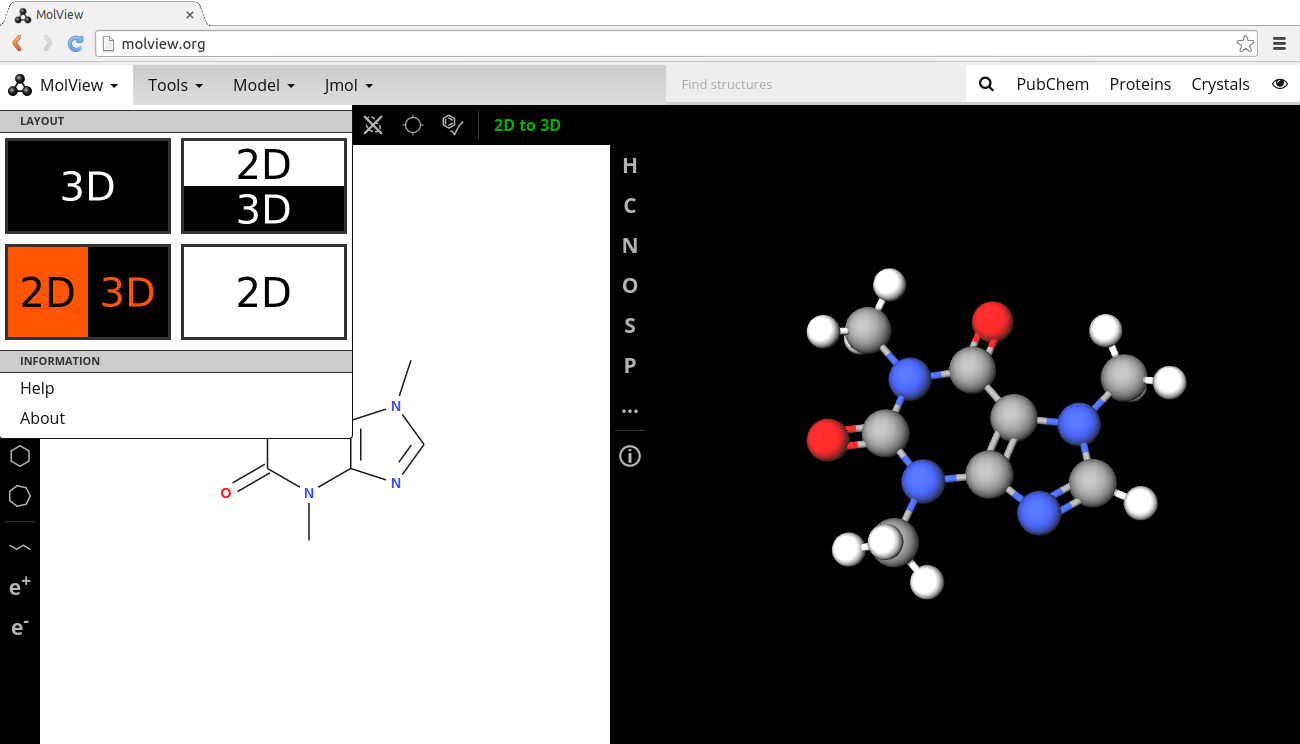 MolView
molview.org
MolView Tools Model Jmol Find structures PubChem Proteins Crystals
LAYOUT
2D to 3D
3D
2D
3D
2D 3D
2D
INFORMATION
Help
About
N
N
O
N
e+
e-
H
C
N
O
S
P
...
i